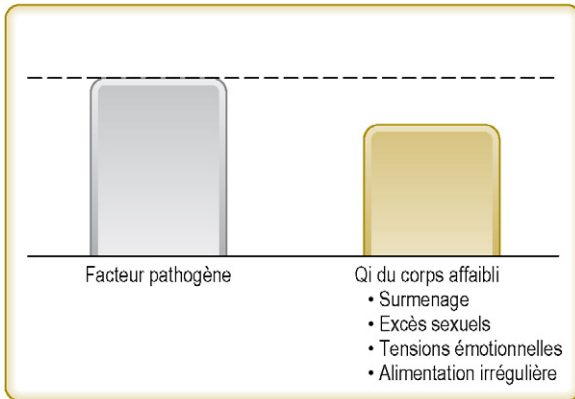 Facteur pathogène
Qi du corps affaibli
• Surmenage
• Excès sexuels
• Tensions émotionnelles
• Alimentation irrégulière